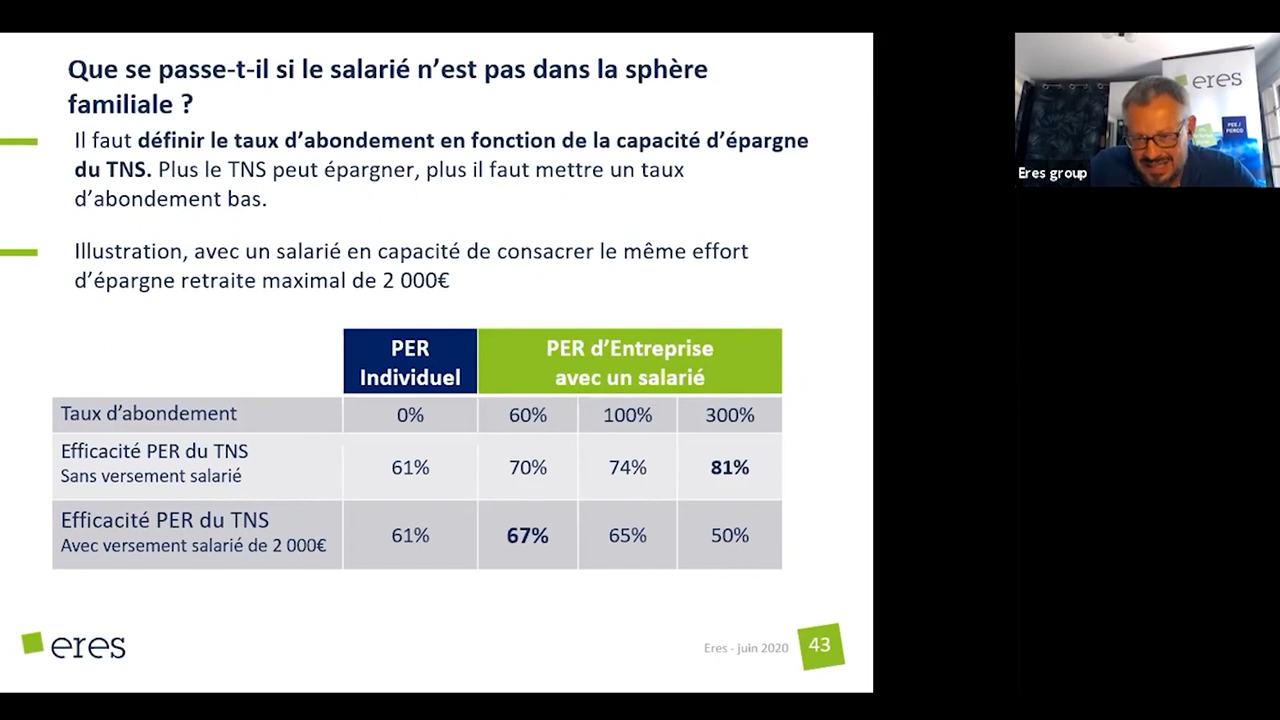 Que se passe-t-il si le salarié n’est pas dans la sphère
familiale ?
Il faut définir le taux d’abondement en fonction de la capacité d’épargne
du TNS. Plus le TNS peut épargner, plus il faut mettre un taux
d’abondement bas.
Illustration, avec un salarié en capacité de consacrer le même effort
d’épargne retraite maximal de 2 000€
PER
Individuel
PER d’Entreprise
avec un salarié
Taux d’abondement 0% 60% 100% 300%
Efficacité PER du TNS
Sans versement salarié
61% 70% 74% 81%
Efficacité PER du TNS
Avec versement salarié de 2 000€
61% 67% 65% 50%
eres
Eres - juin 2020
43
eres
PEE /
PERCO
Eres group